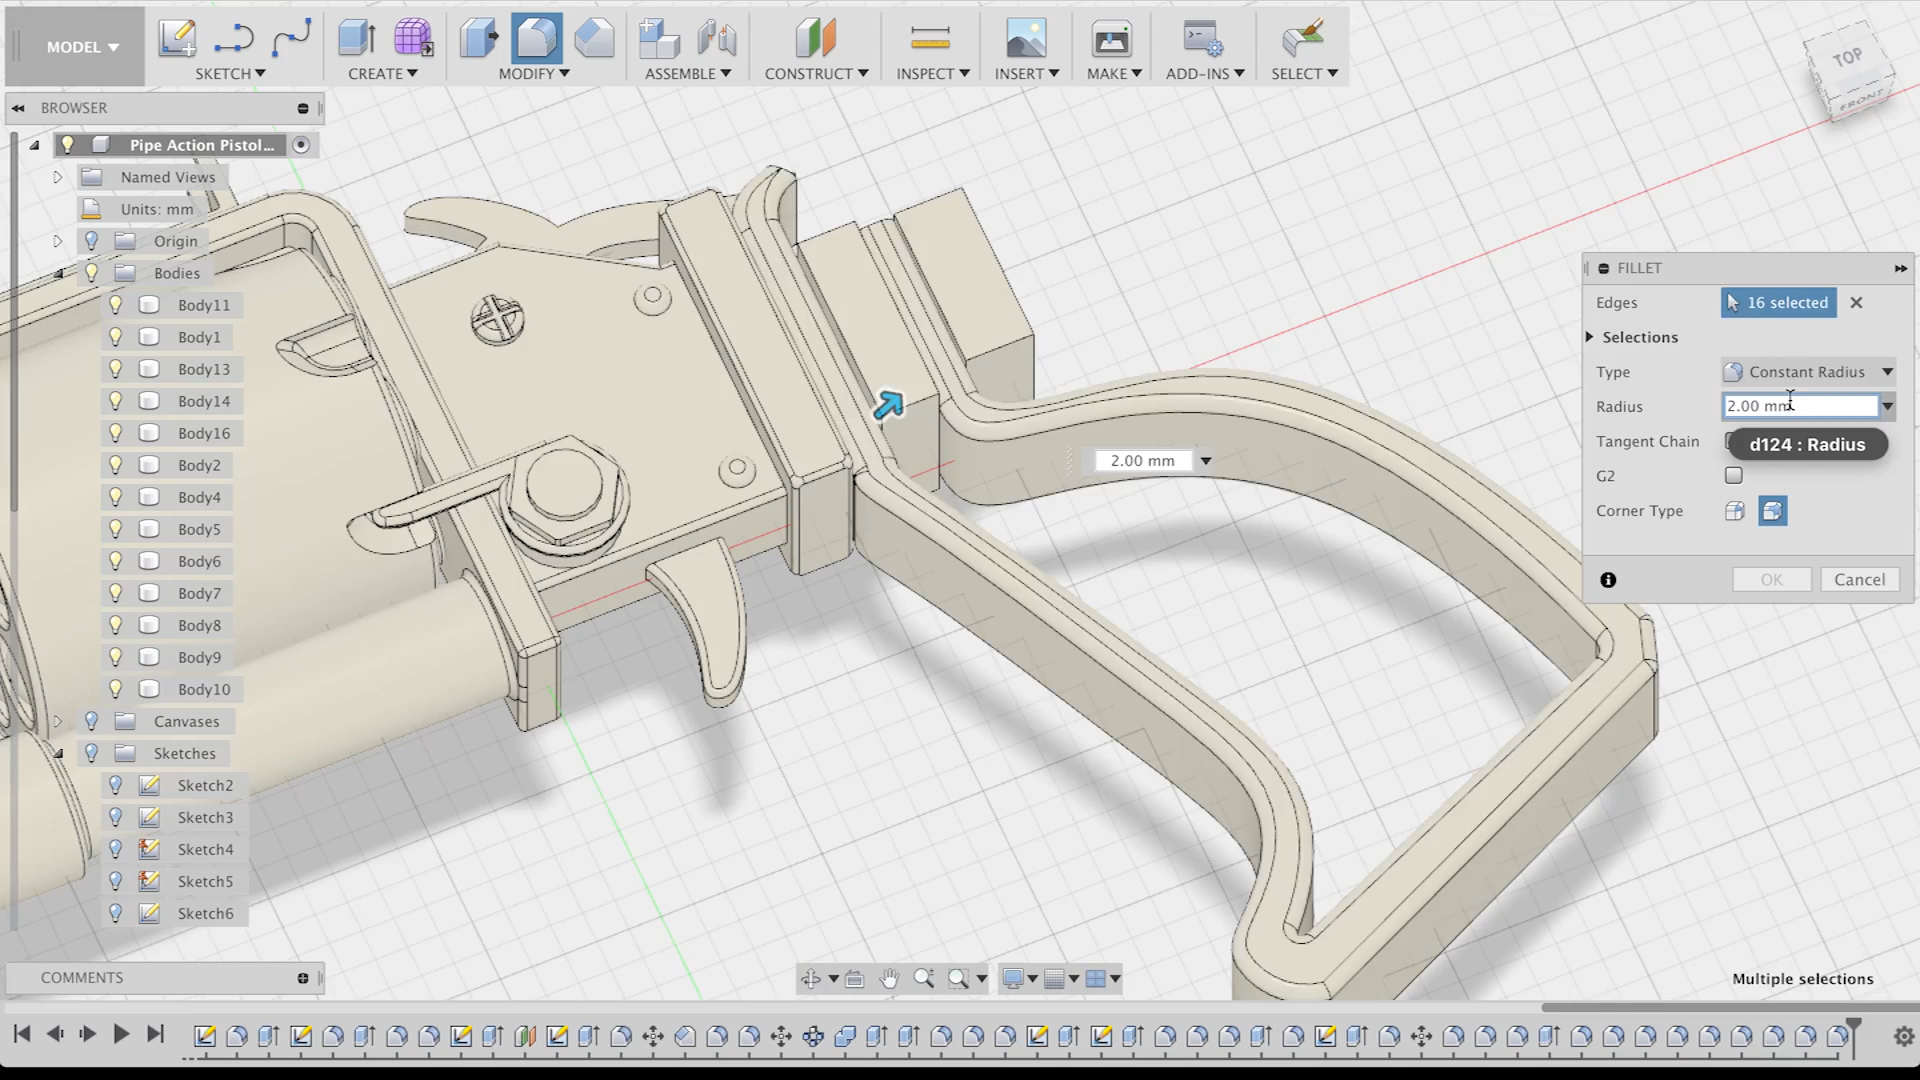 MODEL
SKETCH
CREATE
MODIFY
ASSEMBLE
CONSTRUCT
INSPECT
INSERT
MAKE
ADD-INS
SELECT
TOP
FRONT
BROWSER
Pipe Action Pistol...
Named Views
Units: mm
Origin
Bodies
Body11
Body1
Body13
Body14
Body16
Body2
Body4
Body5
Body6
Body7
Body8
Body9
Body10
Canvases
Sketches
Sketch2
Sketch3
Sketch4
Sketch5
Sketch6
2.00 mm
FILLET
Edges 16 selected
Selections
Type Constant Radius
Radius 2.00 mm
Tangent Chain
d124 : Radius
G2
Corner Type
OK Cancel
COMMENTS
Multiple selections